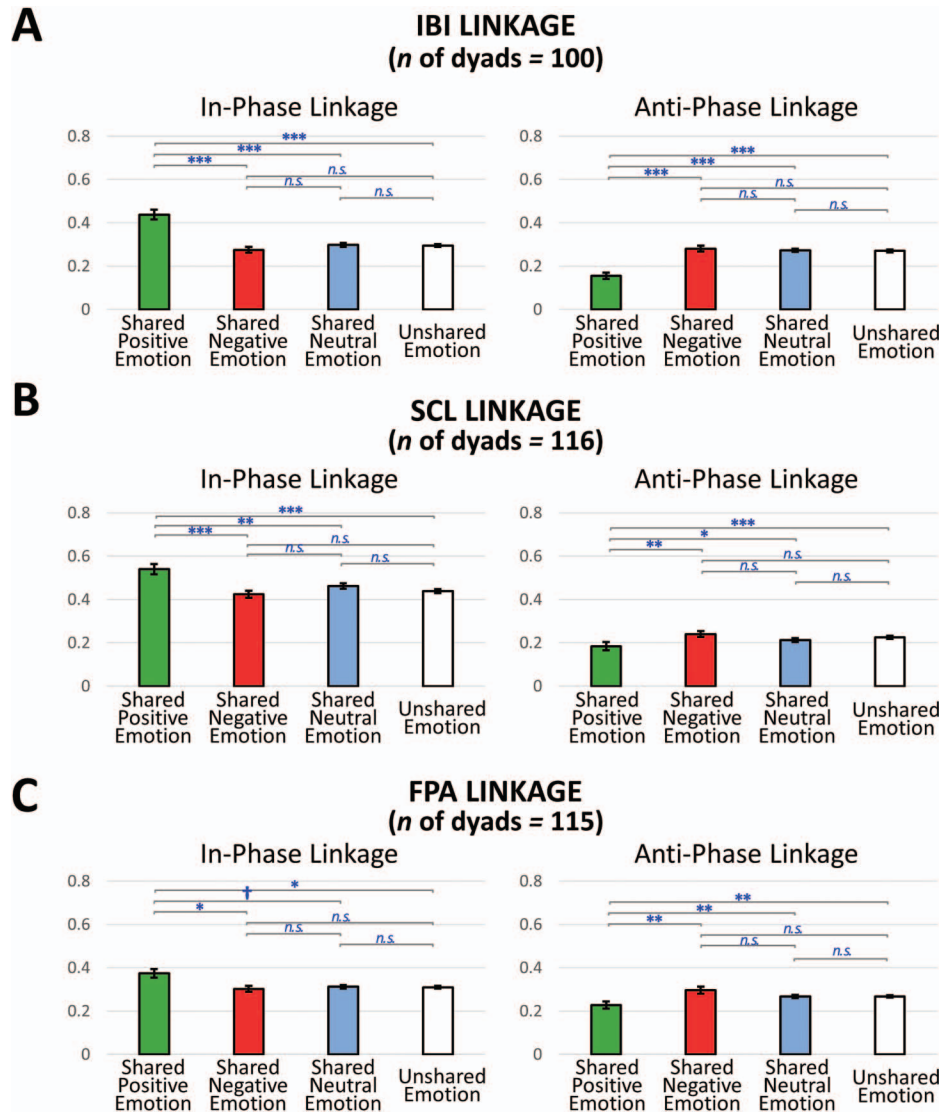 A
IBI LINKAGE
(n of dyads = 100)
In-Phase Linkage
Anti-Phase Linkage
0.8
***
***
***
n.s.
n.s.
n.s.
0.6
0.4
0.2
0
Shared Positive Emotion
Shared Negative Emotion
Shared Neutral Emotion
Unshared Emotion
0.8
***
***
***
n.s.
n.s.
n.s.
0.6
0.4
0.2
0
Shared Positive Emotion
Shared Negative Emotion
Shared Neutral Emotion
Unshared Emotion
B
SCL LINKAGE
(n of dyads = 116)
In-Phase Linkage
Anti-Phase Linkage
0.8
***
**
***
n.s.
n.s.
n.s.
0.6
0.4
0.2
0
Shared Positive Emotion
Shared Negative Emotion
Shared Neutral Emotion
Unshared Emotion
0.8
***
*
**
n.s.
n.s.
n.s.
0.6
0.4
0.2
0
Shared Positive Emotion
Shared Negative Emotion
Shared Neutral Emotion
Unshared Emotion
C
FPA LINKAGE
(n of dyads = 115)
In-Phase Linkage
Anti-Phase Linkage
0.8
*
†
*
n.s.
n.s.
n.s.
0.6
0.4
0.2
0
Shared Positive Emotion
Shared Negative Emotion
Shared Neutral Emotion
Unshared Emotion
0.8
**
**
**
n.s.
n.s.
n.s.
0.6
0.4
0.2
0
Shared Positive Emotion
Shared Negative Emotion
Shared Neutral Emotion
Unshared Emotion